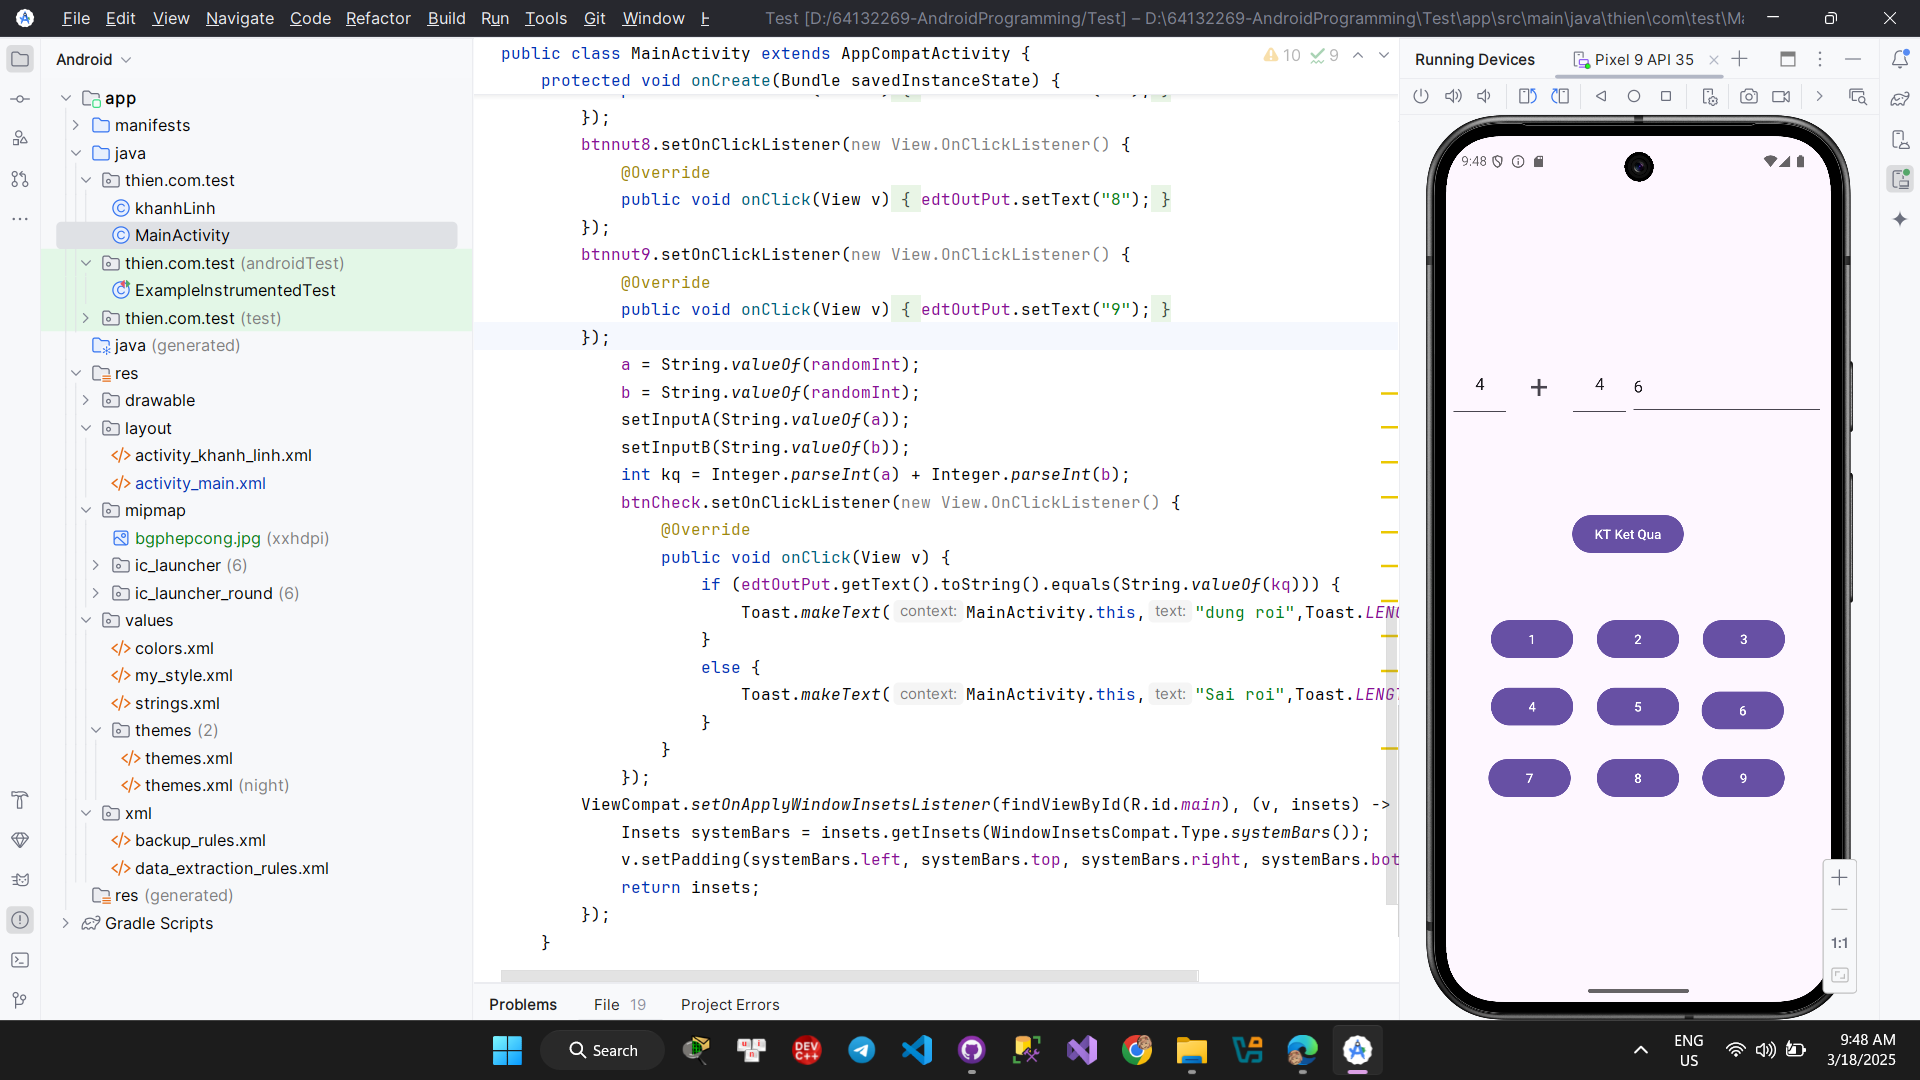 File Edit View Navigate Code Refactor Build Run Tools Git Window H
Test [D:/64132269-AndroidProgramming/Test] – D:\64132269-AndroidProgramming\Test\app\src\main\java\thien\com\test\Ma
Android
app
manifests
java
thien.com.test
khanhLinh
MainActivity
thien.com.test (androidTest)
ExampleInstrumentedTest
thien.com.test (test)
java (generated)
res
drawable
layout
activity_khanh_linh.xml
activity_main.xml
mipmap
bgphepcong.jpg (xxhdpi)
ic_launcher (6)
ic_launcher_round (6)
values
colors.xml
my_style.xml
strings.xml
themes (2)
themes.xml
themes.xml (night)
xml
backup_rules.xml
data_extraction_rules.xml
res (generated)
Gradle Scripts
public class MainActivity extends AppCompatActivity {
10 9
protected void onCreate(Bundle savedInstanceState) {
});
btnnut8.setOnClickListener(new View.OnClickListener() {
@Override
public void onClick(View v) { edtOutPut.setText("8"); }
});
btnnut9.setOnClickListener(new View.OnClickListener() {
@Override
public void onClick(View v) { edtOutPut.setText("9"); }
});
a = String.valueOf(randomInt);
b = String.valueOf(randomInt);
setInputA(String.valueOf(a));
setInputB(String.valueOf(b));
int kq = Integer.parseInt(a) + Integer.parseInt(b);
btnCheck.setOnClickListener(new View.OnClickListener() {
@Override
public void onClick(View v) {
if (edtOutPut.getText().toString().equals(String.valueOf(kq))) {
Toast.makeText( context: MainActivity.this, text: "dung roi",Toast.LENG
}
else {
Toast.makeText( context: MainActivity.this, text: "Sai roi",Toast.LENGT
}
}
});
ViewCompat.setOnApplyWindowInsetsListener(findViewById(R.id.main), (v, insets) ->
Insets systemBars = insets.getInsets(WindowInsetsCompat.Type.systemBars());
v.setPadding(systemBars.left, systemBars.top, systemBars.right, systemBars.bot
return insets;
});
}
Problems File 19 Project Errors
Running Devices Pixel 9 API 35
9:48
4 + 4 6
KT Ket Qua
1 2 3
4 5 6
7 8 9
1:1
Search
DEV C++
ENG
US
9:48 AM
3/18/2025